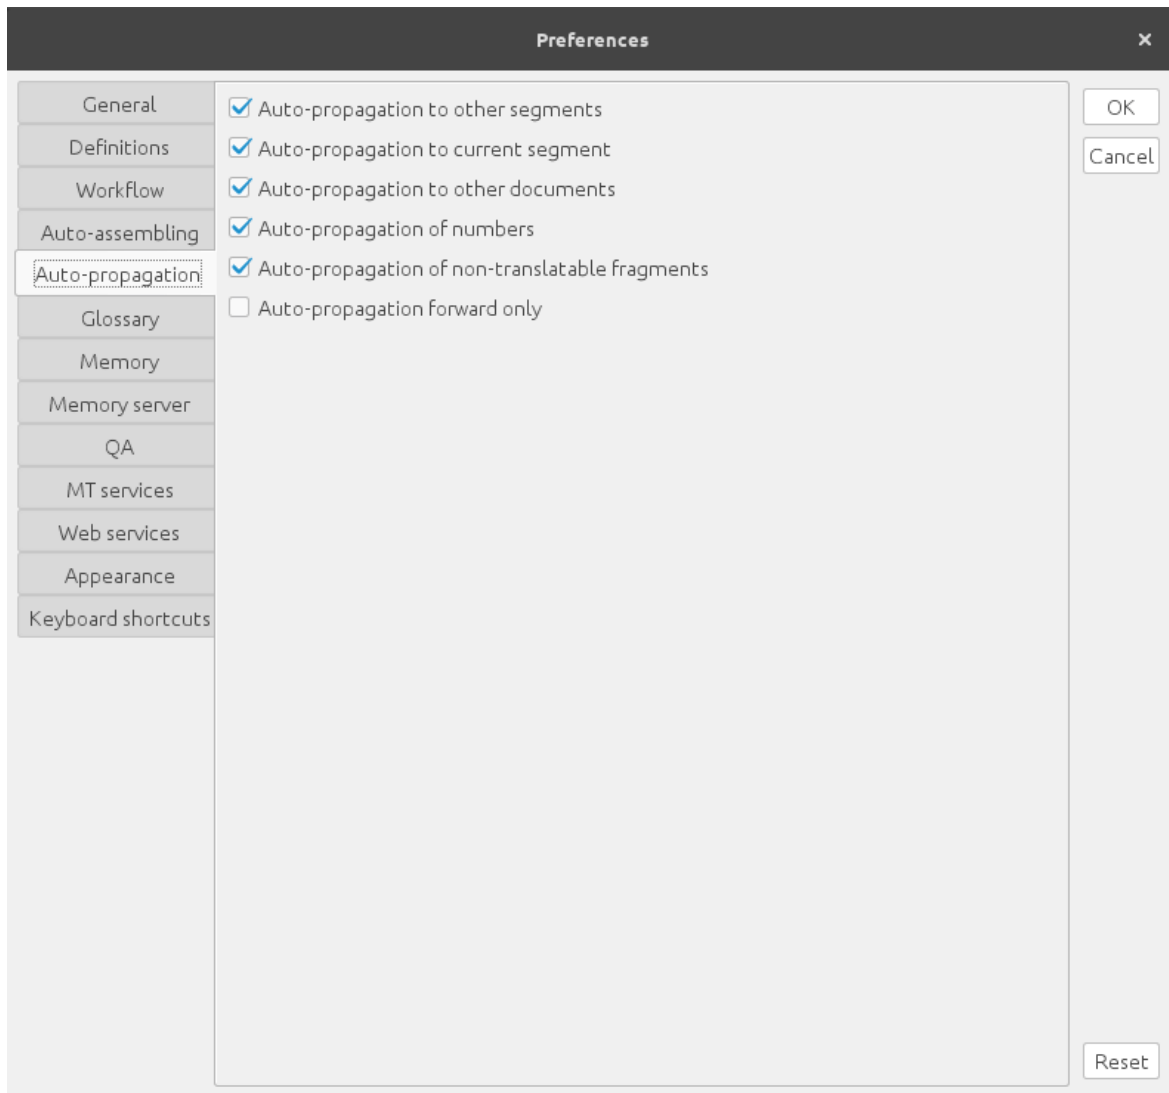 Preferences
General
Definitions
Workflow
Auto-assembling
Auto-propagation
Glossary
Memory
Memory server
QA
MT services
Web services
Appearance
Keyboard shortcuts
Auto-propagation to other segments
Auto-propagation to current segment
Auto-propagation to other documents
Auto-propagation of numbers
Auto-propagation of non-translatable fragments
Auto-propagation forward only
OK
Cancel
Reset